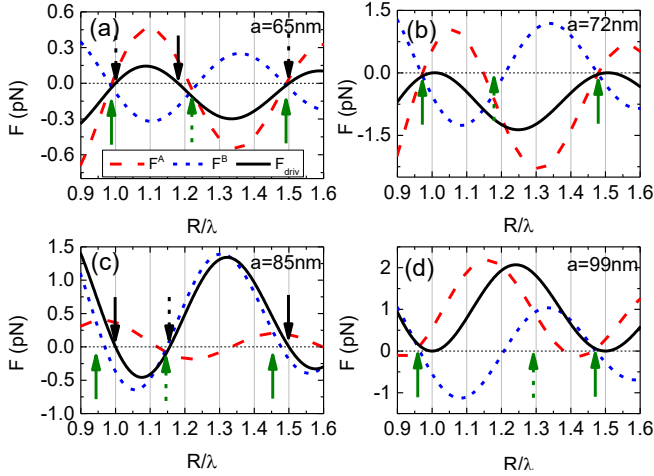 (a) a=65nm
F (pN)
0.6
0.3
0.0
-0.3
-0.6
F^A F^B F_driv
0.9 1.0 1.1 1.2 1.3 1.4 1.5 1.6
R/λ
(b) a=72nm
F (pN)
1.5
0.0
-1.5
0.9 1.0 1.1 1.2 1.3 1.4 1.5 1.6
R/λ
(c) a=85nm
F (pN)
1.5
1.0
0.5
0.0
-0.5
-1.0
0.9 1.0 1.1 1.2 1.3 1.4 1.5 1.6
R/λ
(d) a=99nm
F (pN)
2
1
0
-1
0.9 1.0 1.1 1.2 1.3 1.4 1.5 1.6
R/λ